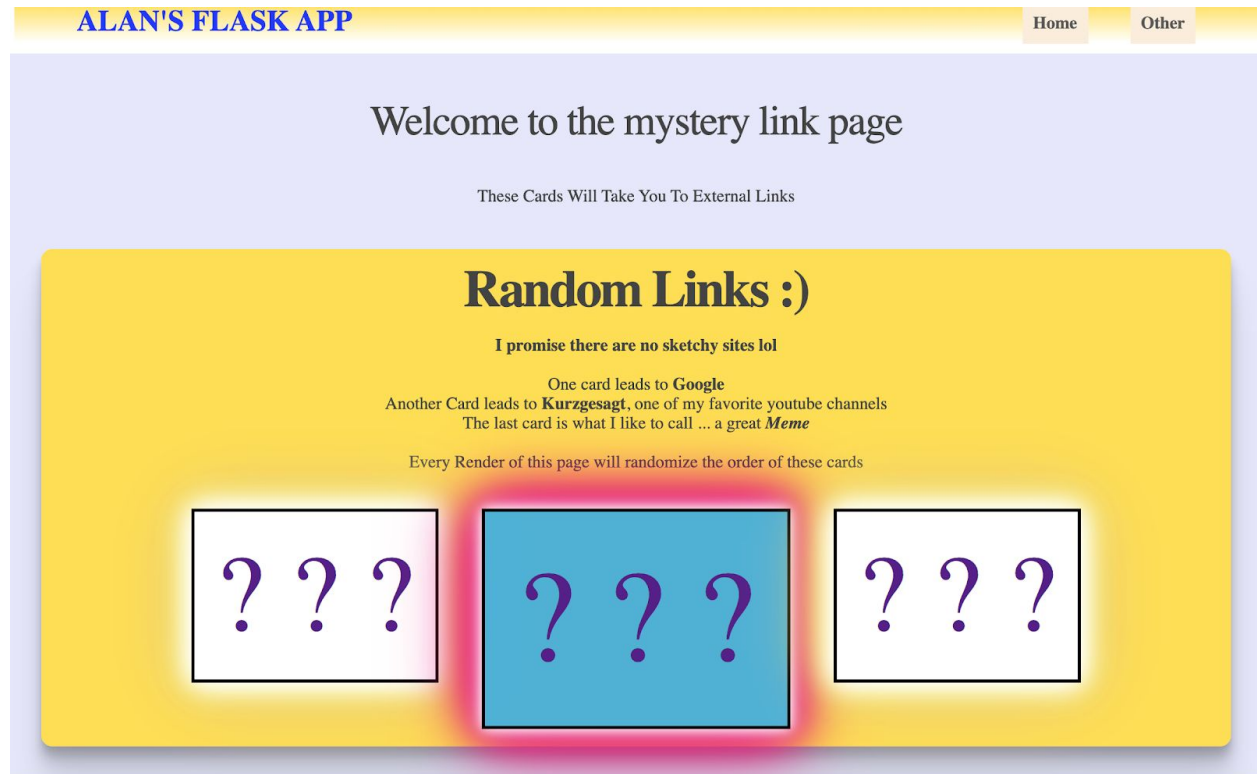 ALAN'S FLASK APP
Home
Other
Welcome to the mystery link page
These Cards Will Take You To External Links
Random Links :)
I promise there are no sketchy sites lol
One card leads to Google
Another Card leads to Kurzgesagt, one of my favorite youtube channels
The last card is what I like to call ... a great Meme
Every Render of this page will randomize the order of these cards
? ? ?
? ? ?
? ? ?